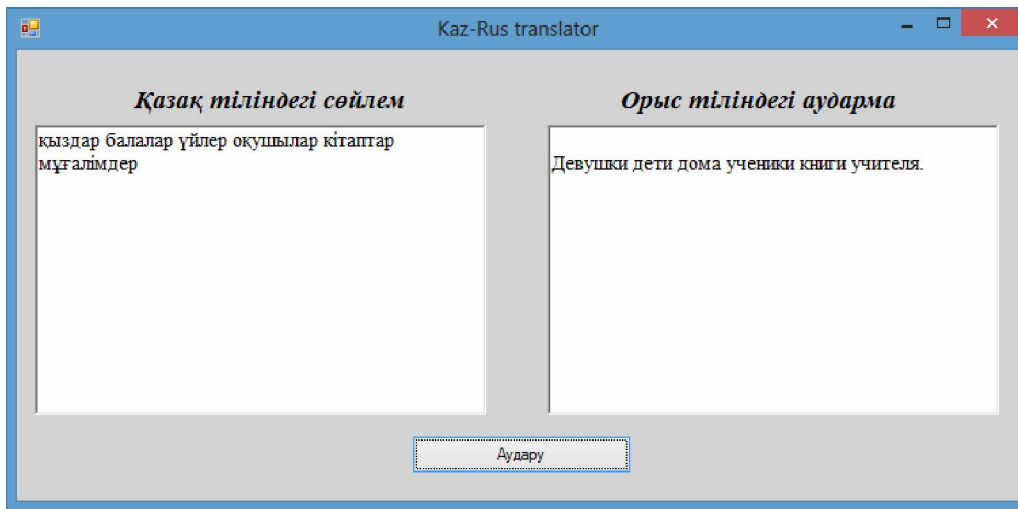 Kaz-Rus translator
Қазақ тіліндегі сөйлем
Орыс тіліндегі аударма
қыздар балалар үйлер оқушылар кітаптар
мұғалімдер
Девушки дети дома ученики книги учителя.
Аудару